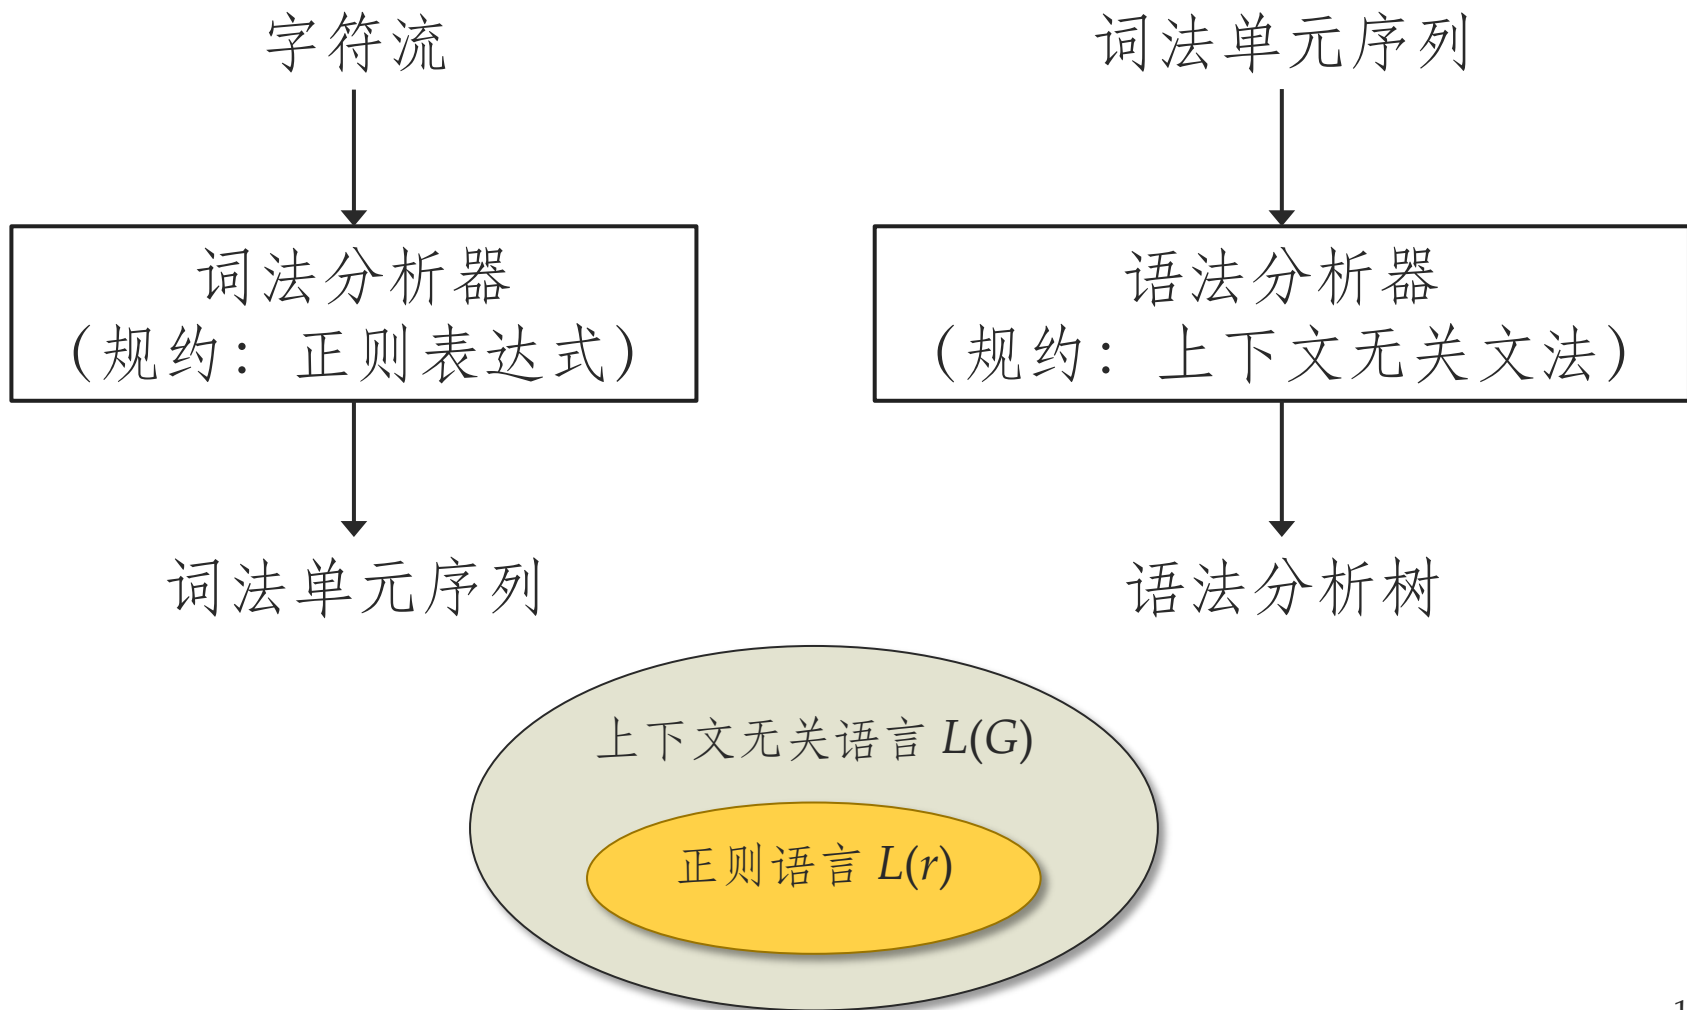 字符流
词法分析器
（规约：正则表达式）
词法单元序列
词法单元序列
语法分析器
（规约：上下文无关文法）
语法分析树
上下文无关语言 L(G)
正则语言 L(r)
1